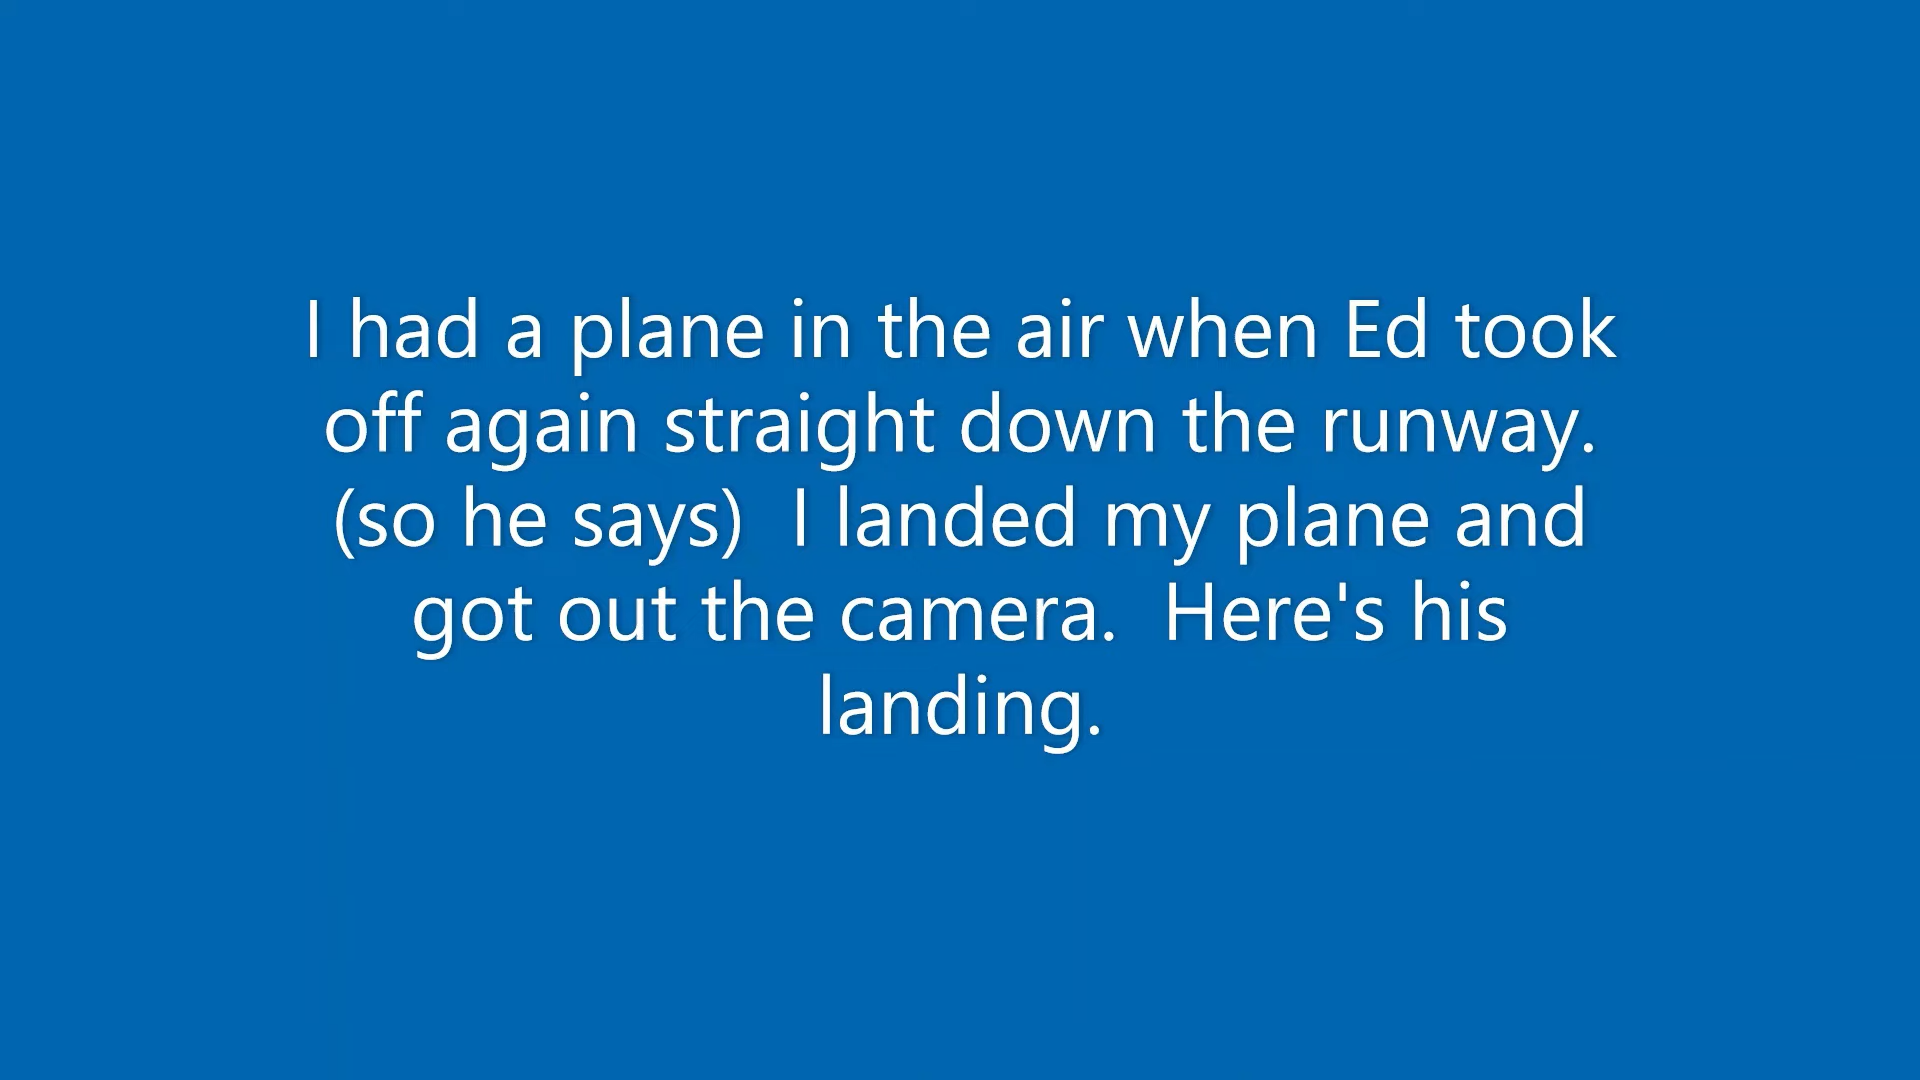 I had a plane in the air when Ed took
off again straight down the runway.
(so he says)  I landed my plane and
got out the camera.  Here's his
landing.